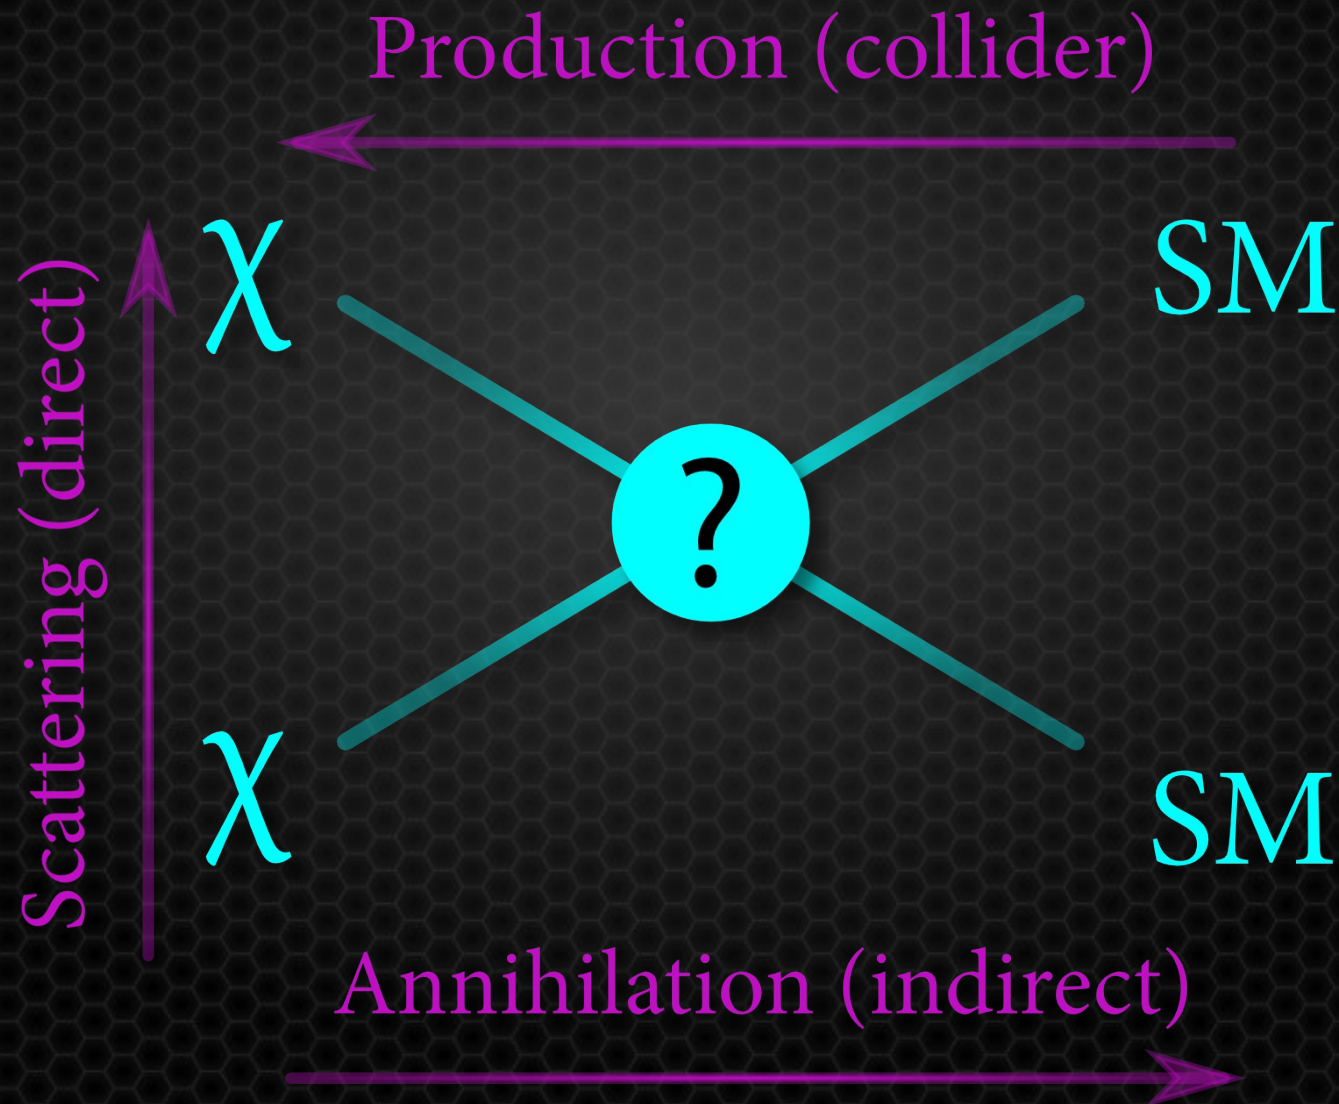 Production (collider)
χ
SM
Scattering (direct)
?
χ
SM
Annihilation (indirect)